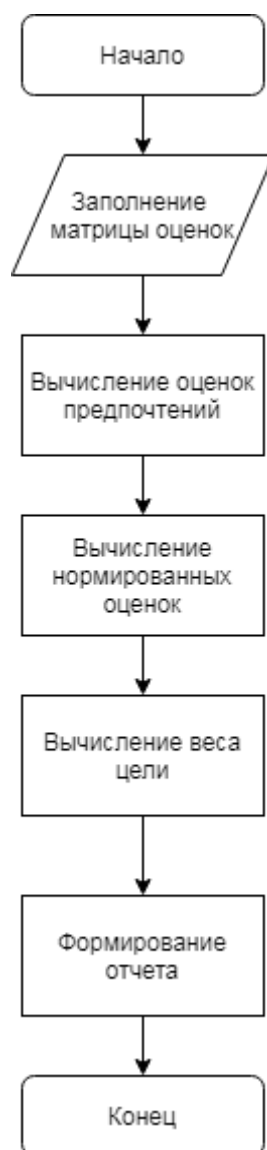 Начало
Заполнение
матрицы оценок
Вычисление оценок
предпочтений
Вычисление
нормированных
оценок
Вычисление веса
цели
Формирование
отчета
Конец